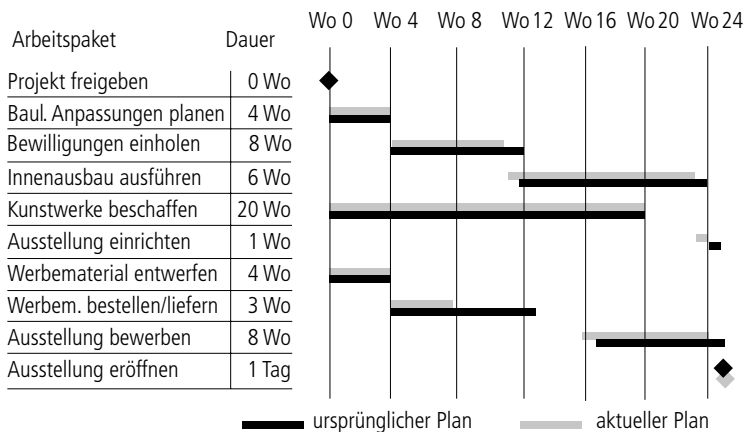 Wo 0 Wo 4 Wo 8 Wo 12 Wo 16 Wo 20 Wo 24
Arbeitspaket Dauer
Projekt freigeben 0 Wo
Baul. Anpassungen planen 4 Wo
Bewilligungen einholen 8 Wo
Innenausbau ausführen 6 Wo
Kunstwerke beschaffen 20 Wo
Ausstellung einrichten 1 Wo
Werbematerial entwerfen 4 Wo
Werbem. bestellen/liefern 3 Wo
Ausstellung bewerben 8 Wo
Ausstellung eröffnen 1 Tag
ursprünglicher Plan aktueller Plan